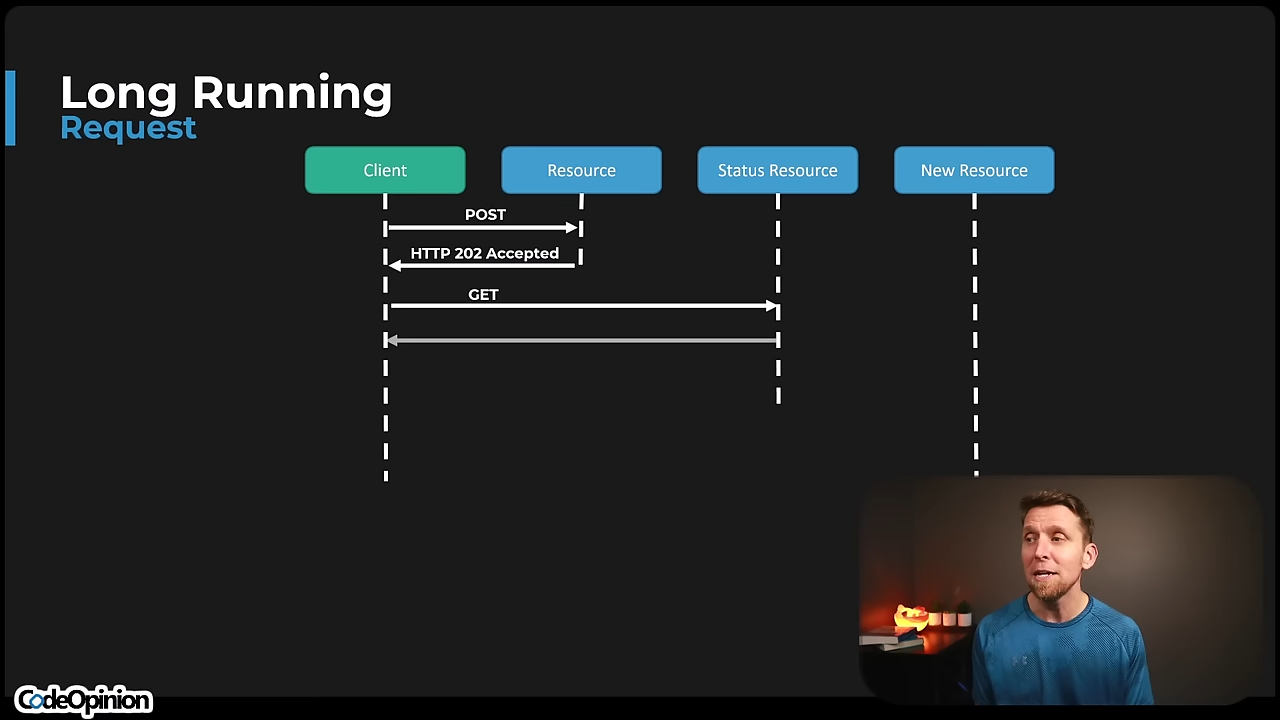 Long Running
Request
Client
Resource
Status Resource
New Resource
POST
HTTP 202 Accepted
GET
CodeOpinion